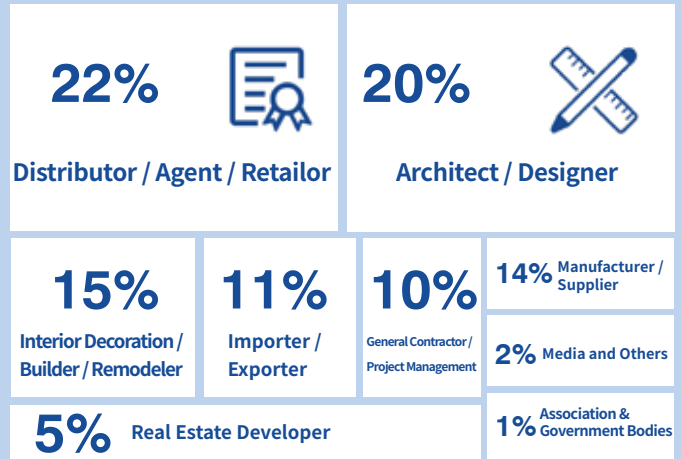 22%
Distributor / Agent / Retailor
20%
Architect / Designer
15%
Interior Decoration /
Builder / Remodeler
11%
Importer /
Exporter
10%
General Contractor /
Project Management
14% Manufacturer /
Supplier
2% Media and Others
1% Association &
Government Bodies
5% Real Estate Developer